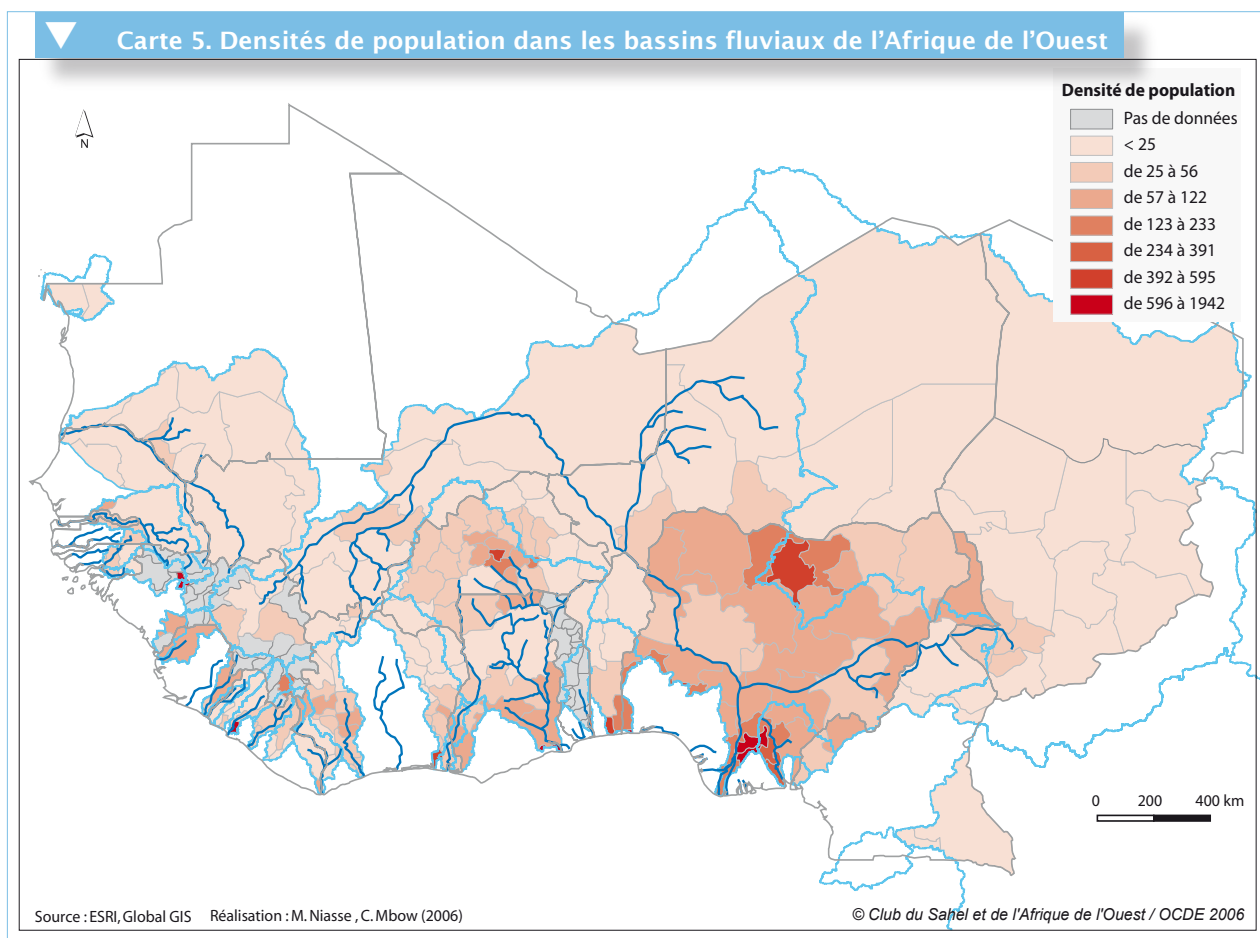 Carte 5. Densités de population dans les bassins fluviaux de l'Afrique de l'Ouest
N
Densité de population
Pas de données
< 25
de 25 à 56
de 57 à 122
de 123 à 233
de 234 à 391
de 392 à 595
de 596 à 1942
0 200 400 km
Source : ESRI, Global GIS Réalisation : M. Niasse , C. Mbow (2006)
© Club du Sahel et de l'Afrique de l'Ouest / OCDE 2006